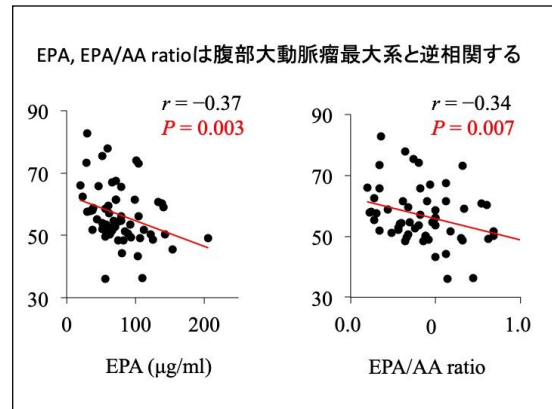 EPA, EPA/AA ratioは腹部大動脈瘤最大系と逆相関する
r = −0.37
P = 0.003
90
70
50
30
0 100 200
EPA (μg/ml)
r = −0.34
P = 0.007
90
70
50
30
0.0 0 1.0
EPA/AA ratio